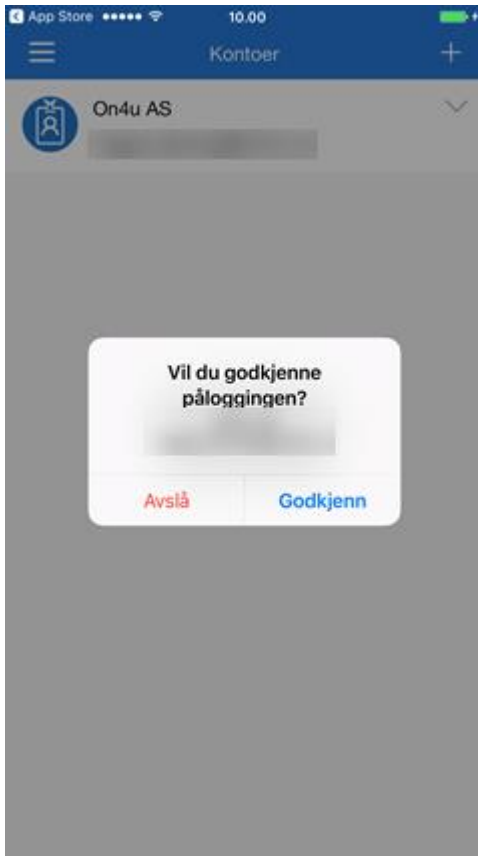 App Store
10.00
Kontoer
On4u AS
Vil du godkjenne
påloggingen?
Avslå
Godkjenn